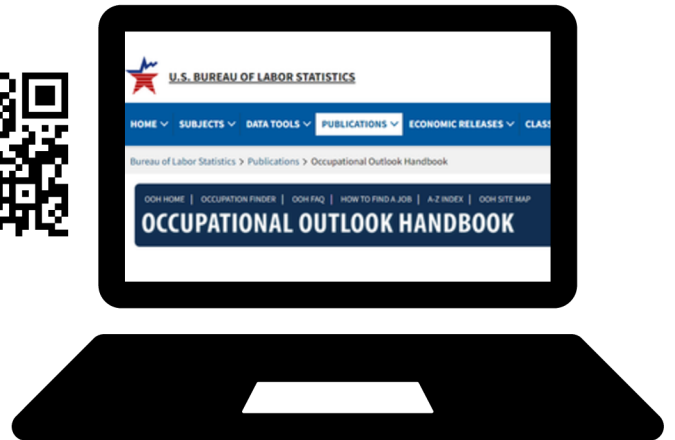 U.S. BUREAU OF LABOR STATISTICS
HOME SUBJECTS DATA TOOLS PUBLICATIONS ECONOMIC RELEASES CLASS
Bureau of Labor Statistics > Publications > Occupational Outlook Handbook
OOH HOME | OCCUPATION FINDER | OOH FAQ | HOW TO FIND A JOB | A-Z INDEX | OOH SITE MAP
OCCUPATIONAL OUTLOOK HANDBOOK